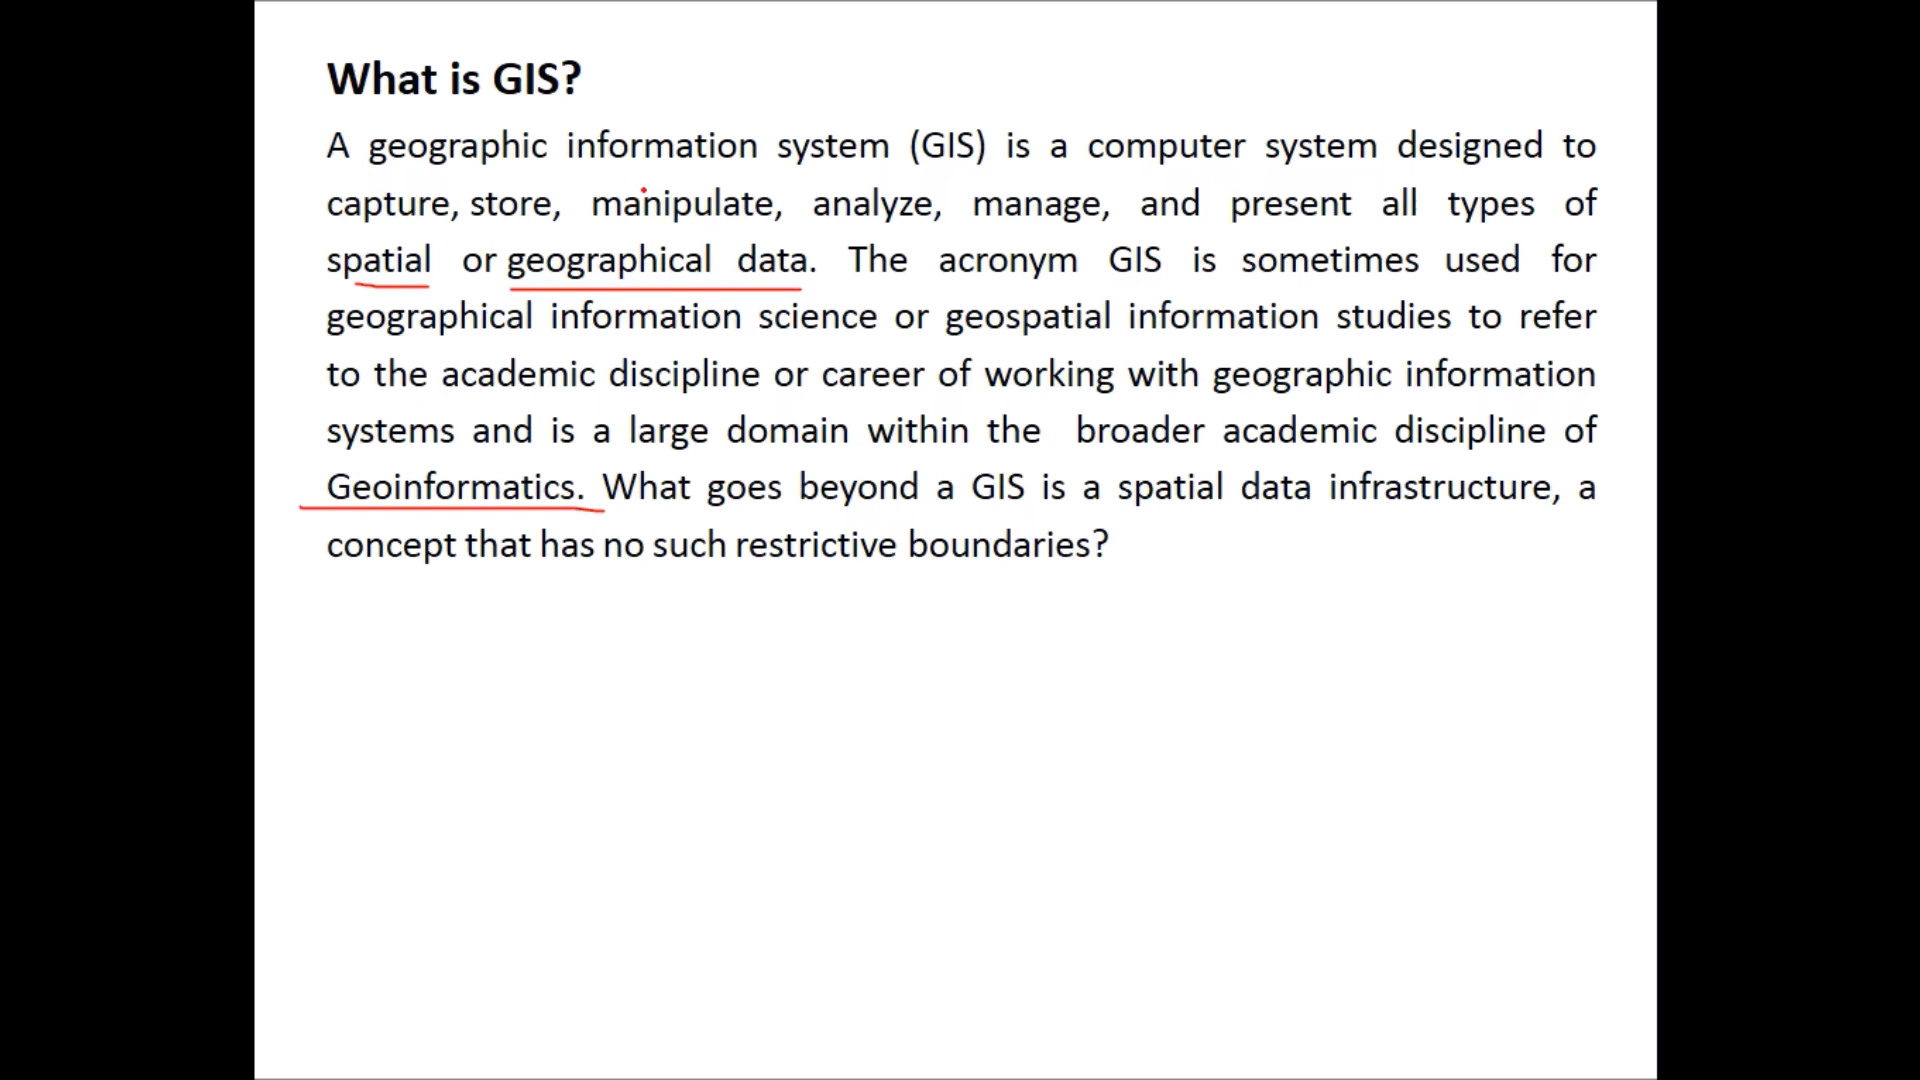 What is GIS?
A geographic information system (GIS) is a computer system designed to
capture, store, manipulate, analyze, manage, and present all types of
spatial or geographical data. The acronym GIS is sometimes used for
geographical information science or geospatial information studies to refer
to the academic discipline or career of working with geographic information
systems and is a large domain within the broader academic discipline of
Geoinformatics. What goes beyond a GIS is a spatial data infrastructure, a
concept that has no such restrictive boundaries?